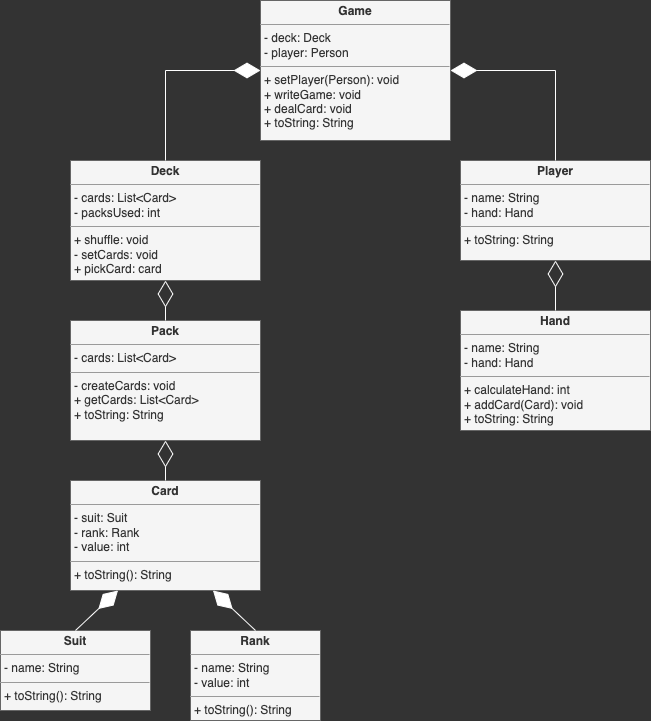 Game
- deck: Deck
- player: Person
+ setPlayer(Person): void
+ writeGame: void
+ dealCard: void
+ toString: String
Deck
- cards: List<Card>
- packsUsed: int
+ shuffle: void
- setCards: void
+ pickCard: card
Player
- name: String
- hand: Hand
+ toString: String
Pack
- cards: List<Card>
- createCards: void
+ getCards: List<Card>
+ toString: String
Hand
- name: String
- hand: Hand
+ calculateHand: int
+ addCard(Card): void
+ toString: String
Card
- suit: Suit
- rank: Rank
- value: int
+ toString(): String
Suit
- name: String
+ toString(): String
Rank
- name: String
- value: int
+ toString(): String